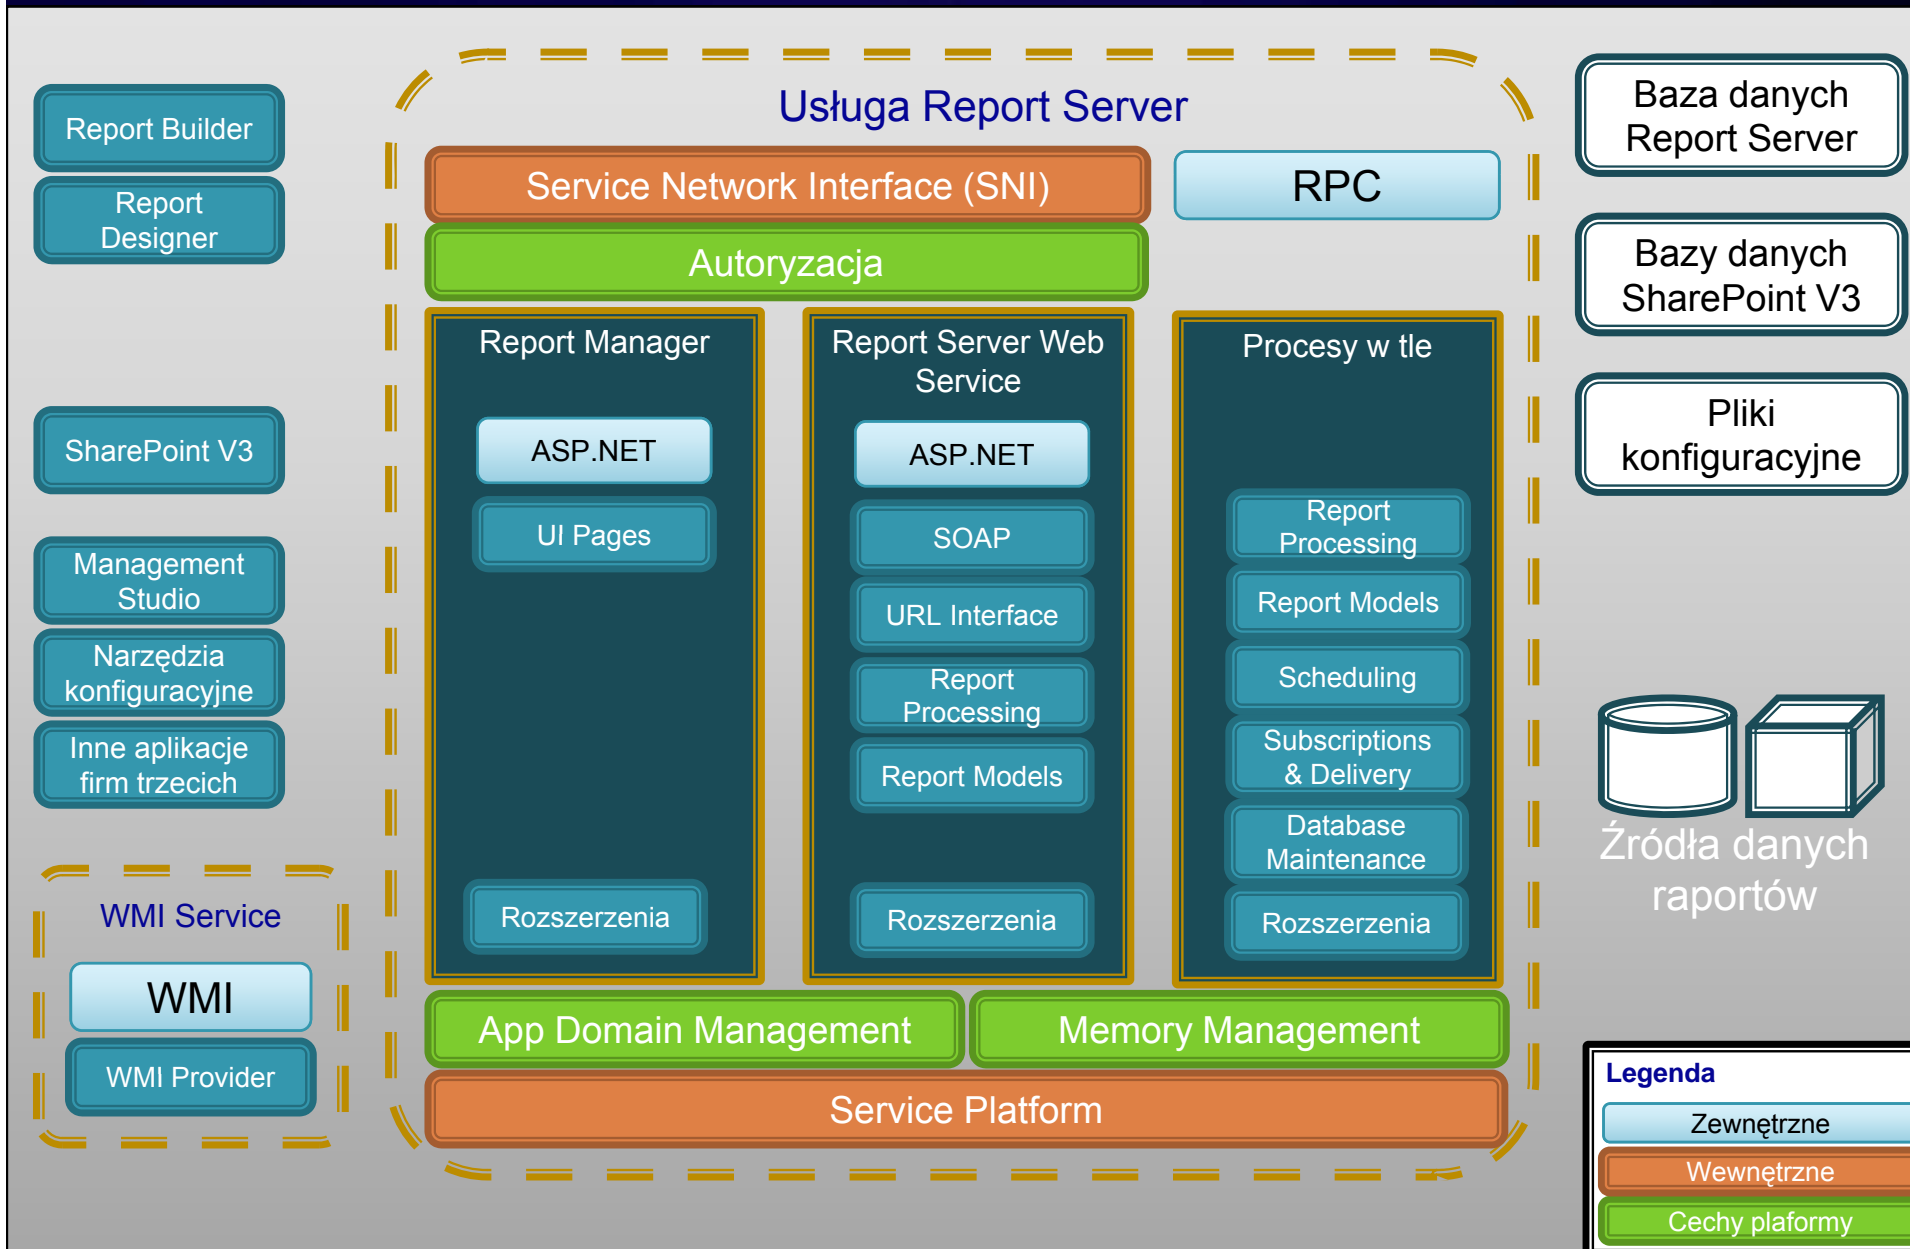 Usługa Report Server
Report Builder
Report
Designer
SharePoint V3
Management
Studio
Narzędzia
konfiguracyjne
Inne aplikacje
firm trzecich
WMI Service
WMI
WMI Provider
Service Network Interface (SNI)
RPC
Autoryzacja
Report Manager
ASP.NET
UI Pages
Rozszerzenia
Report Server Web
Service
ASP.NET
SOAP
URL Interface
Report
Processing
Report Models
Rozszerzenia
Procesy w tle
Report
Processing
Report Models
Scheduling
Subscriptions
& Delivery
Database
Maintenance
Rozszerzenia
App Domain Management
Memory Management
Service Platform
Baza danych
Report Server
Bazy danych
SharePoint V3
Pliki
konfiguracyjne
Źródła danych
raportów
Legenda
Zewnętrzne
Wewnętrzne
Cechy plaformy